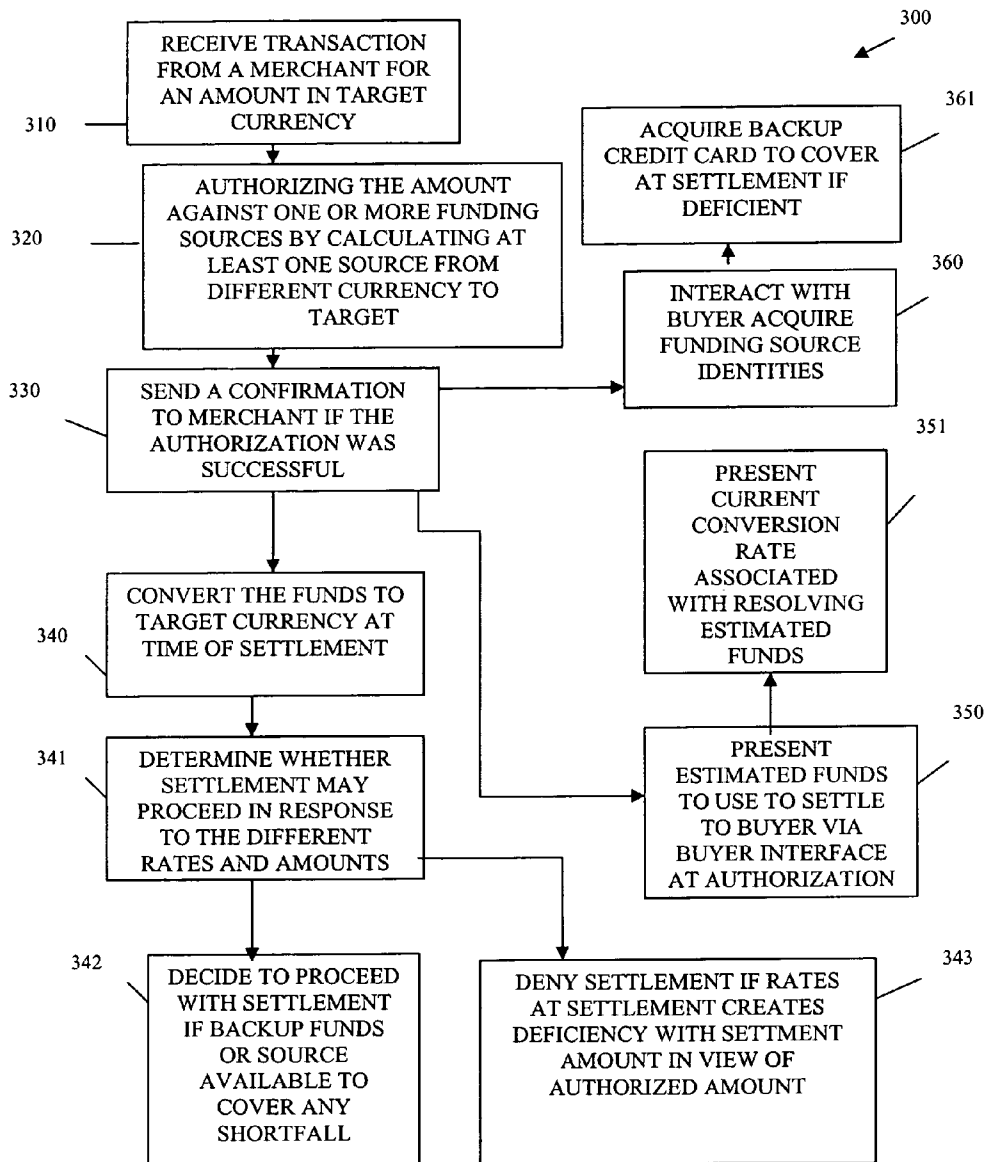 300
RECEIVE TRANSACTION
FROM A MERCHANT FOR
AN AMOUNT IN TARGET
CURRENCY
310
361
ACQUIRE BACKUP
CREDIT CARD TO COVER
AT SETTLEMENT IF
DEFICIENT
AUTHORIZING THE AMOUNT
AGAINST ONE OR MORE FUNDING
SOURCES BY CALCULATING AT
LEAST ONE SOURCE FROM
DIFFERENT CURRENCY TO
TARGET
320
360
INTERACT WITH
BUYER ACQUIRE
FUNDING SOURCE
IDENTITIES
330
SEND A CONFIRMATION
TO MERCHANT IF THE
AUTHORIZATION WAS
SUCCESSFUL
351
PRESENT
CURRENT
CONVERSION
RATE
ASSOCIATED
WITH RESOLVING
ESTIMATED
FUNDS
CONVERT THE FUNDS TO
TARGET CURRENCY AT
TIME OF SETTLEMENT
340
350
PRESENT
ESTIMATED FUNDS
TO USE TO SETTLE
TO BUYER VIA
BUYER INTERFACE
AT AUTHORIZATION
341
DETERMINE WHETHER
SETTLEMENT MAY
PROCEED IN RESPONSE
TO THE DIFFERENT
RATES AND AMOUNTS
342
DECIDE TO PROCEED
WITH SETTLEMENT
IF BACKUP FUNDS
OR SOURCE
AVAILABLE TO
COVER ANY
SHORTFALL
343
DENY SETTLEMENT IF RATES
AT SETTLEMENT CREATES
DEFICIENCY WITH SETTMENT
AMOUNT IN VIEW OF
AUTHORIZED AMOUNT